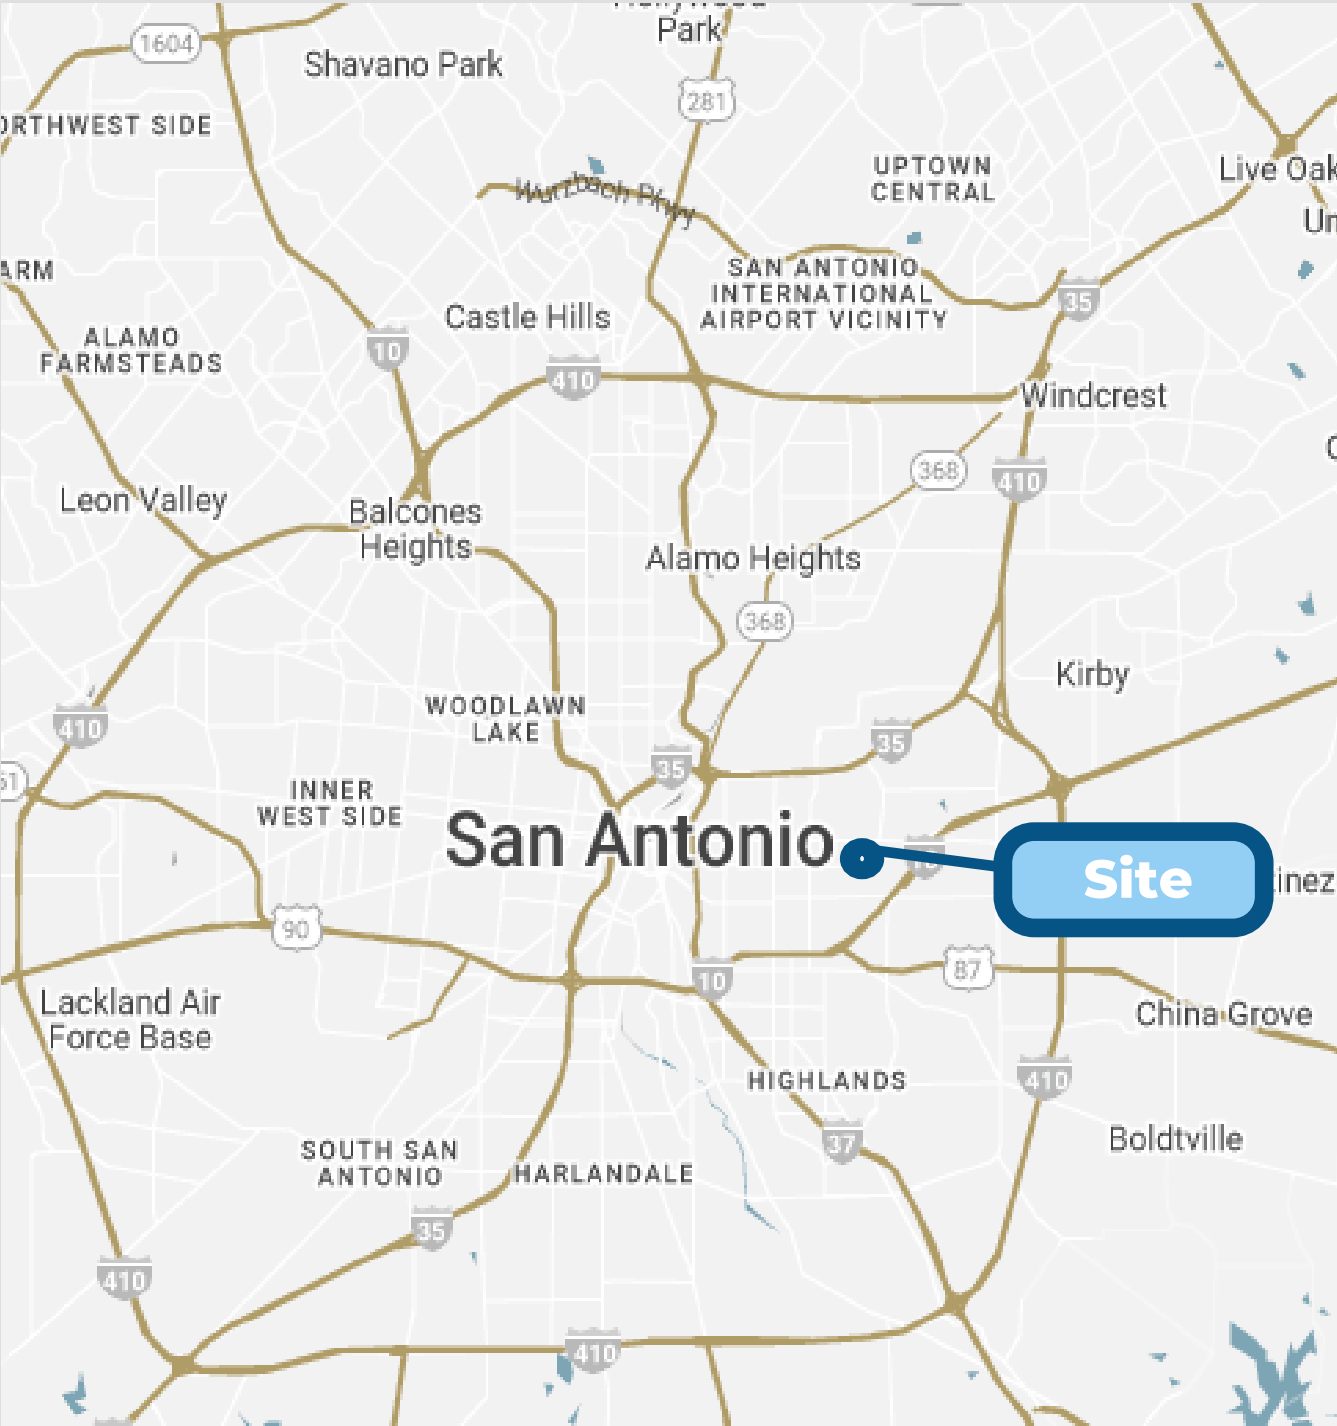 Park
1604
Shavano Park
281
UPTOWN
CENTRAL
Live Oak
Wurzbach Pkwy
SAN ANTONIO
INTERNATIONAL
AIRPORT VICINITY
35
Castle Hills
ALAMO
FARMSTEADS
10
410
Windcrest
368
410
Leon Valley
Balcones
Heights
Alamo Heights
368
Kirby
WOODLAWN
LAKE
410
35
35
INNER
WEST SIDE
San Antonio
Site
90
87
10
Lackland Air
Force Base
China Grove
HIGHLANDS
410
37
Boldtville
SOUTH SAN
ANTONIO
HARLANDALE
35
410
410